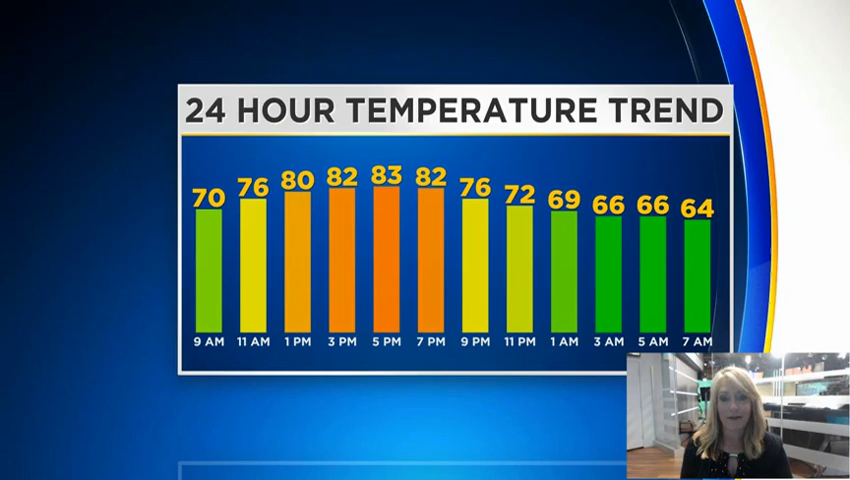 24 HOUR TEMPERATURE TREND
70 76 80 82 83 82 76 72 69 66 66 64
9 AM 11 AM 1 PM 3 PM 5 PM 7 PM 9 PM 11 PM 1 AM 3 AM 5 AM 7 AM